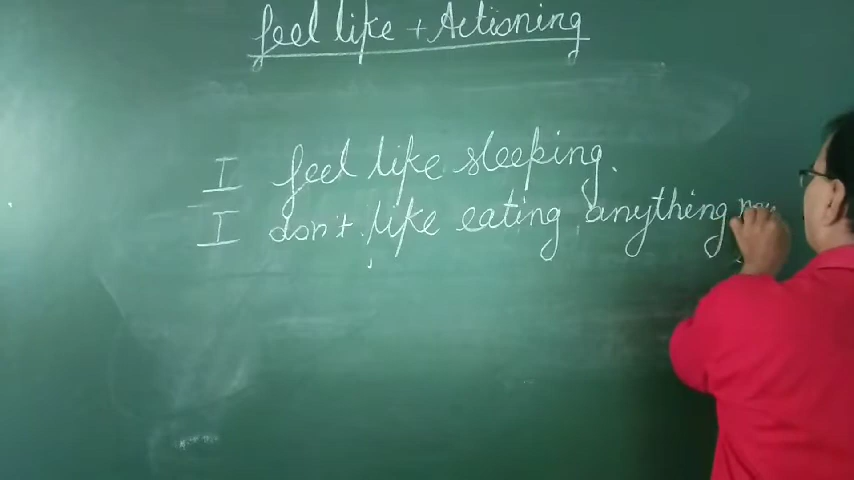 feel like + Actioning
I feel like sleeping.
I don't like eating anything